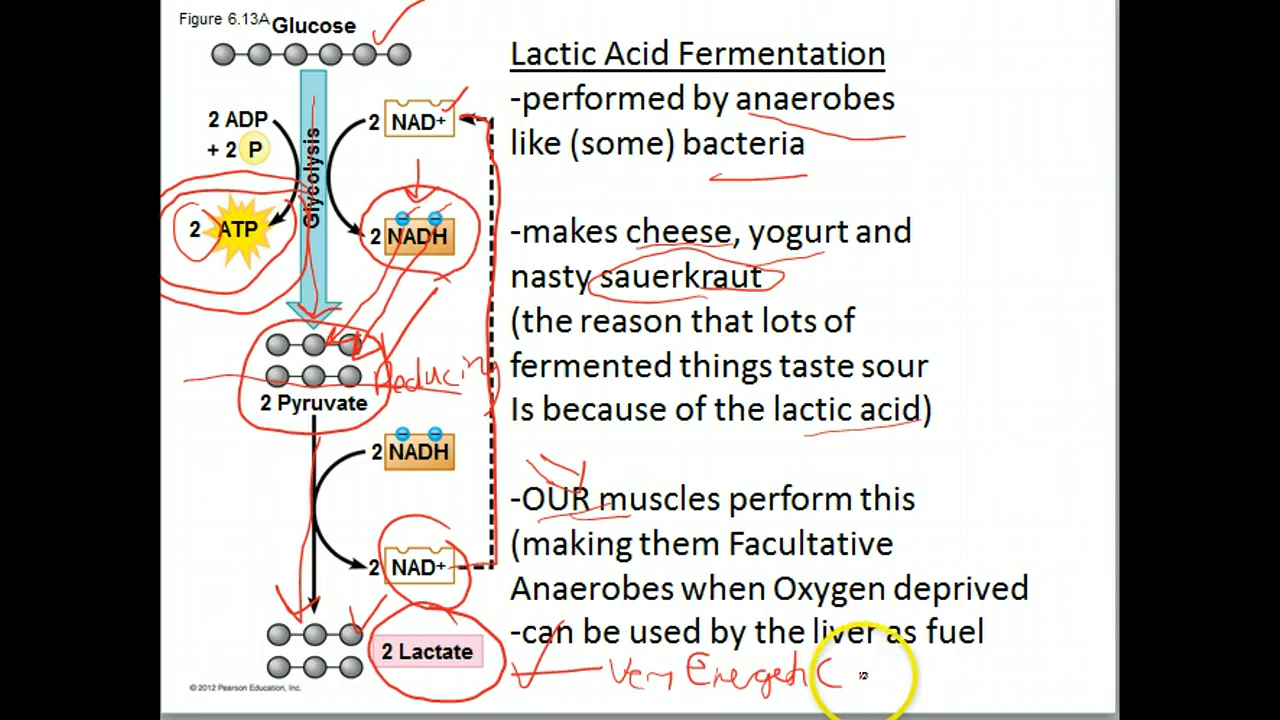 Figure 6.13A
Glucose
2 ADP
+ 2 P
2 NAD+
Glycolysis
2 ATP
2 NADH
2 Pyruvate
Reducing
2 NADH
2 NAD+
2 Lactate
© 2012 Pearson Education, Inc.
Lactic Acid Fermentation
-performed by anaerobes
like (some) bacteria
-makes cheese, yogurt and
nasty sauerkraut
(the reason that lots of
fermented things taste sour
Is because of the lactic acid)
-OUR muscles perform this
(making them Facultative
Anaerobes when Oxygen deprived
-can be used by the liver as fuel
Very Energetic